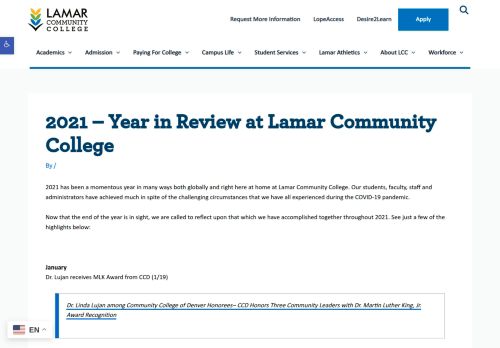 LAMAR
COMMUNITY
COLLEGE
Request More Information
LopeAccess
Desire2Learn
Apply
Academics
Admission
Paying For College
Campus Life
Student Services
Lamar Athletics
About LCC
Workforce
2021 – Year in Review at Lamar Community
College
By /
2021 has been a momentous year in many ways both globally and right here at home at Lamar Community College. Our students, faculty, staff and
administrators have achieved much in spite of the challenging circumstances that we have all experienced during the COVID-19 pandemic.
Now that the end of the year is in sight, we are called to reflect upon that which we have accomplished together throughout 2021. See just a few of the
highlights below:
January
Dr. Lujan receives MLK Award from CCD (1/19)
Dr. Linda Lujan among Community College of Denver Honorees– CCD Honors Three Community Leaders with Dr. Martin Luther King, Jr.
Award Recognition
EN